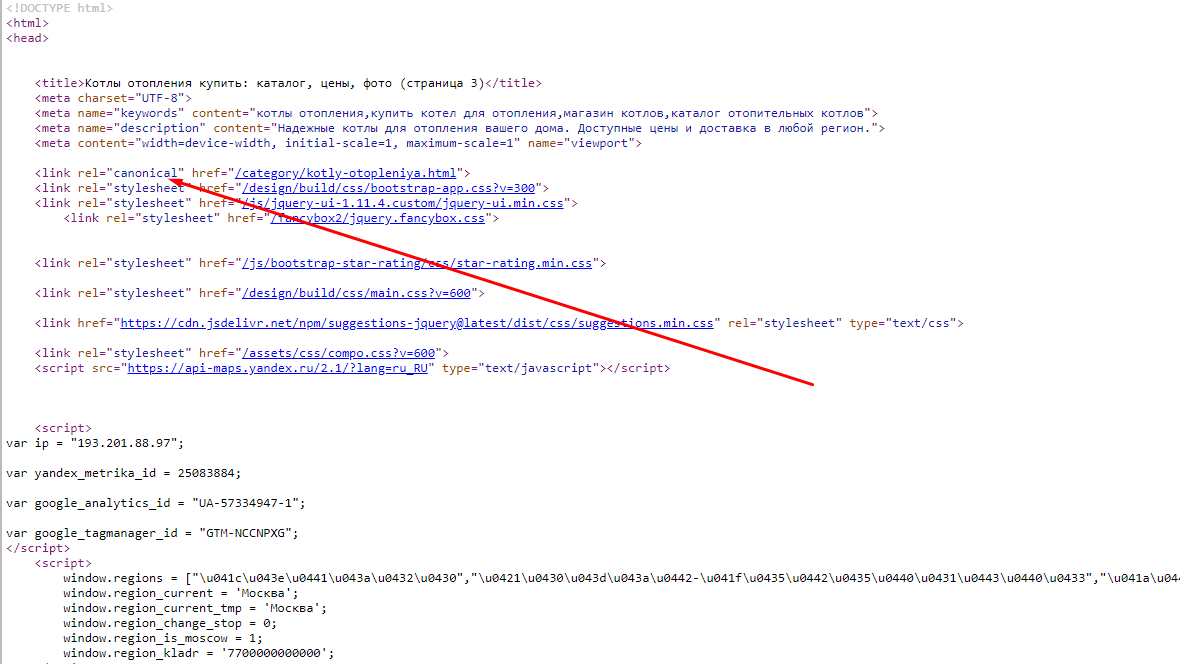 <!DOCTYPE html>
<html>
<head>
<title>Котлы отопления купить: каталог, цены, фото (страница 3)</title>
<meta charset="UTF-8">
<meta name="keywords" content="котлы отопления,купить котел для отопления,магазин котлов,каталог отопительных котлов">
<meta name="description" content="Надежные котлы для отопления вашего дома. Доступные цены и доставка в любой регион.">
<meta content="width=device-width, initial-scale=1, maximum-scale=1" name="viewport">
<link rel="canonical" href="/category/kotly-otopleniya.html">
<link rel="stylesheet" href="/design/build/css/bootstrap-app.css?v=300">
<link rel="stylesheet" href="/js/jquery-ui-1.11.4.custom/jquery-ui.min.css">
<link rel="stylesheet" href="/fancybox2/jquery.fancybox.css">
<link rel="stylesheet" href="/js/bootstrap-star-rating/css/star-rating.min.css">
<link rel="stylesheet" href="/design/build/css/main.css?v=600">
<link href="https://cdn.jsdelivr.net/npm/suggestions-jquery@latest/dist/css/suggestions.min.css" rel="stylesheet" type="text/css">
<link rel="stylesheet" href="/assets/css/compo.css?v=600">
<script src="https://api-maps.yandex.ru/2.1/?lang=ru_RU" type="text/javascript"></script>
<script>
var ip = "193.201.88.97";
var yandex_metrika_id = 25083884;
var google_analytics_id = "UA-57334947-1";
var google_tagmanager_id = "GTM-NCCNPXG";
</script>
<script>
window.regions = ["\u041c\u043e\u0441\u043a\u0432\u0430","\u0421\u0430\u043d\u043a\u0442-\u041f\u0435\u0442\u0435\u0440\u0431\u0443\u0440\u0433","\u041a\u04
window.region_current = 'Москва';
window.region_current_tmp = 'Москва';
window.region_change_stop = 0;
window.region_is_moscow = 1;
window.region_kladr = '7700000000000';